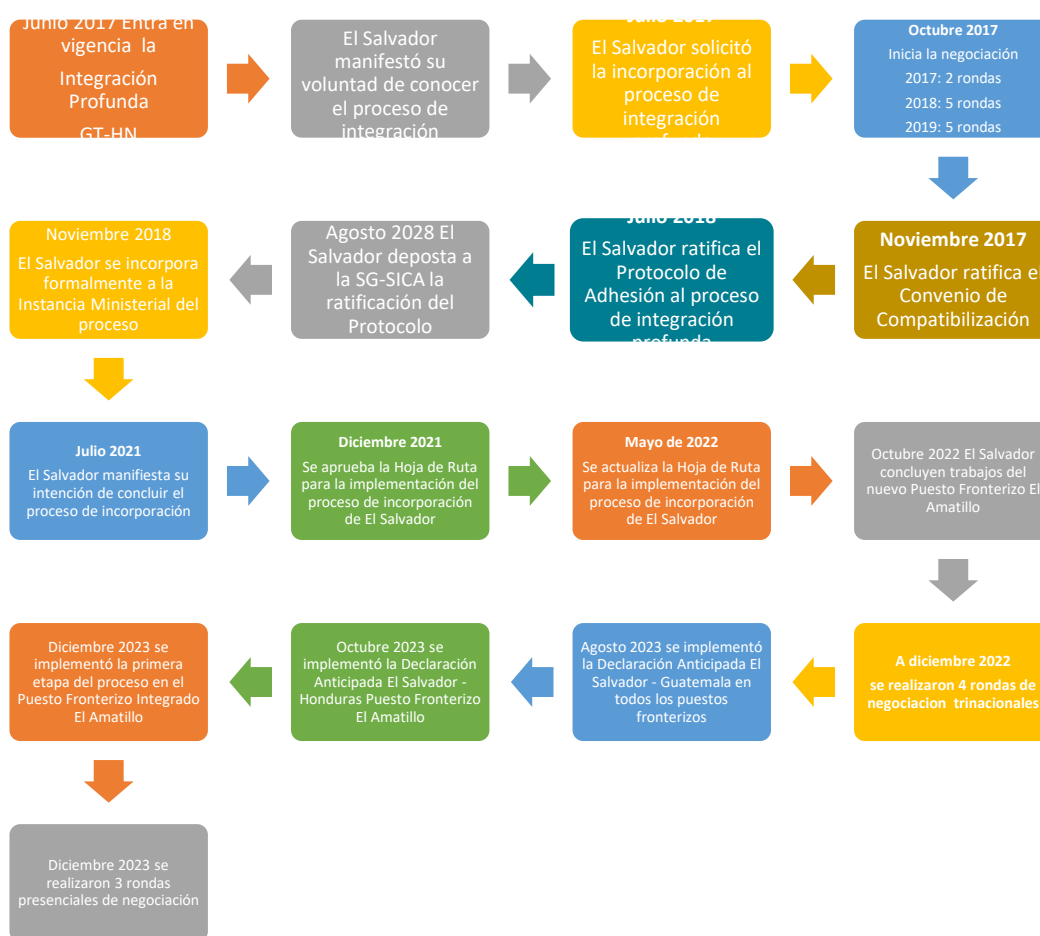 Junio 2017 Entra en
vigencia la
Integración
Profunda
GT-HN
El Salvador
manifestó su
voluntad de conocer
el proceso de
integración
Julio 2017
El Salvador solicitó
la incorporación al
proceso de
integración
Octubre 2017
Inicia la negociación
2017: 2 rondas
2018: 5 rondas
2019: 5 rondas
Noviembre 2017
El Salvador ratifica el
Convenio de
Compatibilización
Julio 2018
El Salvador ratifica el
Protocolo de
Adhesión al proceso
de integración
profunda
Agosto 2028 El
Salvador deposta a
la SG-SICA la
ratificación del
Protocolo
Noviembre 2018
El Salvador se incorpora
formalmente a la
Instancia Ministerial del
proceso
Julio 2021
El Salvador manifiesta su
intención de concluir el
proceso de incorporación
Diciembre 2021
Se aprueba la Hoja de Ruta
para la implementación del
proceso de incorporación
de El Salvador
Mayo de 2022
Se actualiza la Hoja de Ruta
para la implementación del
proceso de incorporación
de El Salvador
Octubre 2022 El Salvador
concluyen trabajos del
nuevo Puesto Fronterizo El
Amatillo
A diciembre 2022
se realizaron 4 rondas de
negociacion trinacionales
Agosto 2023 se implementó
la Declaración Anticipada El
Salvador - Guatemala en
todos los puestos
fronterizos
Octubre 2023 se
implementó la Declaración
Anticipada El Salvador -
Honduras Puesto Fronterizo
El Amatillo
Diciembre 2023 se
implementó la primera
etapa del proceso en el
Puesto Fronterizo Integrado
El Amatillo
Diciembre 2023 se
realizaron 3 rondas
presenciales de negociación